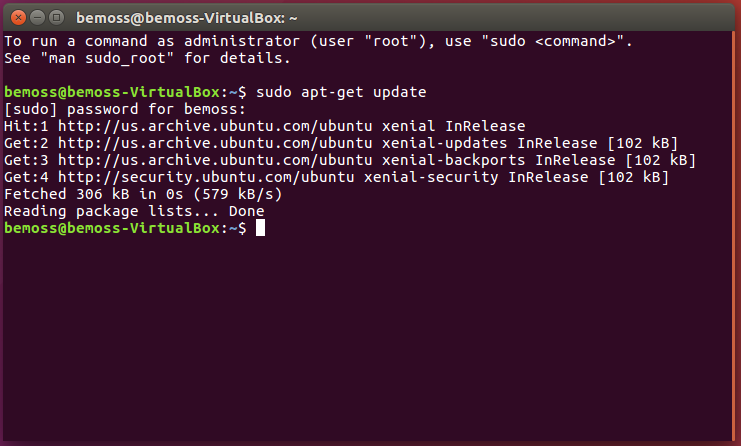 bemoss@bemoss-VirtualBox: ~
To run a command as administrator (user "root"), use "sudo <command>".
See "man sudo_root" for details.
bemoss@bemoss-VirtualBox:~$ sudo apt-get update
[sudo] password for bemoss:
Hit:1 http://us.archive.ubuntu.com/ubuntu xenial InRelease
Get:2 http://us.archive.ubuntu.com/ubuntu xenial-updates InRelease [102 kB]
Get:3 http://us.archive.ubuntu.com/ubuntu xenial-backports InRelease [102 kB]
Get:4 http://security.ubuntu.com/ubuntu xenial-security InRelease [102 kB]
Fetched 306 kB in 0s (579 kB/s)
Reading package lists... Done
bemoss@bemoss-VirtualBox:~$